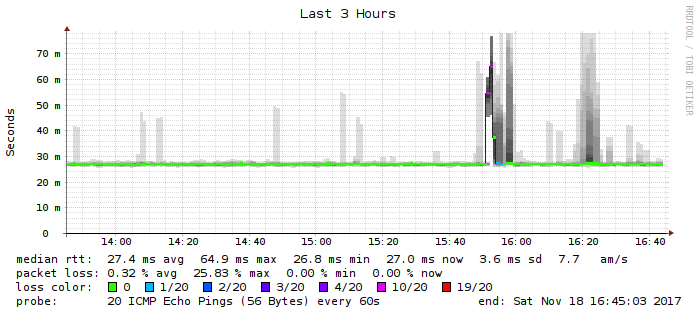 Last 3 Hours
RRDTOOL / TOBI OETIKER
Seconds
70 m
60 m
50 m
40 m
30 m
20 m
10 m
0
14:00 14:20 14:40 15:00 15:20 15:40 16:00 16:20 16:40
median rtt: 27.4 ms avg 64.9 ms max 26.8 ms min 27.0 ms now 3.6 ms sd 7.7 am/s
packet loss: 0.32 % avg 25.83 % max 0.00 % min 0.00 % now
loss color: 0 1/20 2/20 3/20 4/20 10/20 19/20
probe: 20 ICMP Echo Pings (56 Bytes) every 60s end: Sat Nov 18 16:45:03 2017